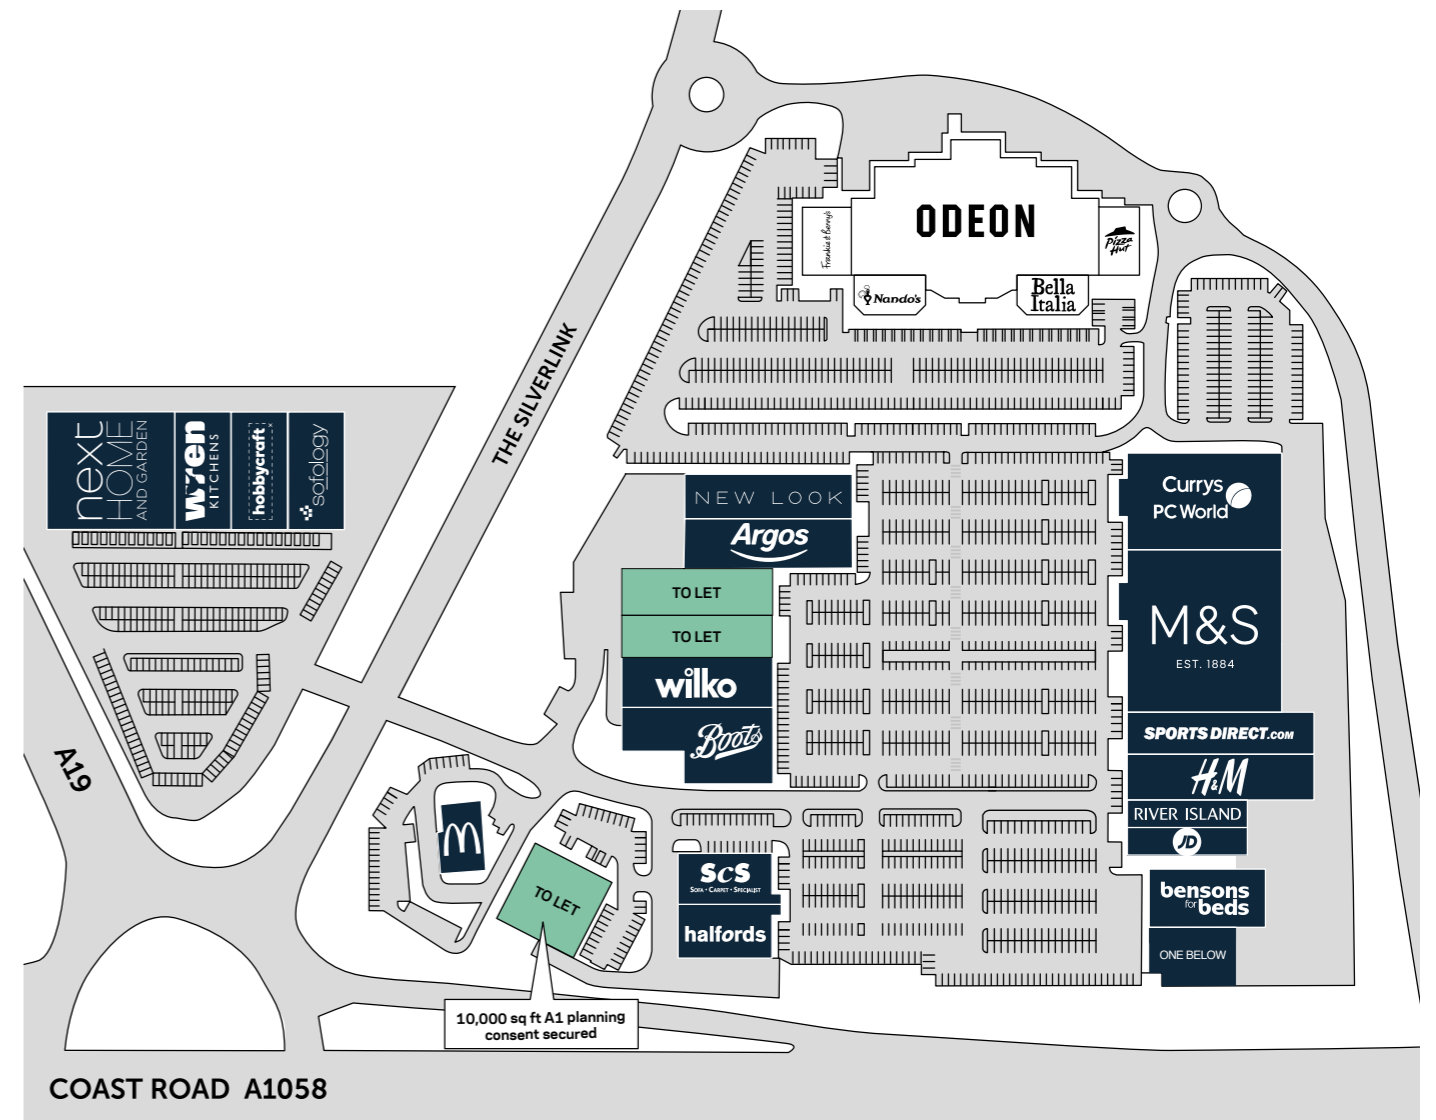 ODEON
Frankie & Benny's
Pizza
Hut
Nando's
Bella
Italia
THE SILVERLINK
next
HOME
AND GARDEN
wren
KITCHENS
hobbycraft
sofology
NEW LOOK
Argos
TO LET
TO LET
wilko
Boots
Currys
PC World
M&S
EST. 1884
SPORTS DIRECT.COM
H&M
RIVER ISLAND
JD
bensons
for beds
ONE BELOW
A19
M
TO LET
ScS
SOFA • CARPET • SPECIALIST
halfords
10,000 sq ft A1 planning
consent secured
COAST ROAD A1058